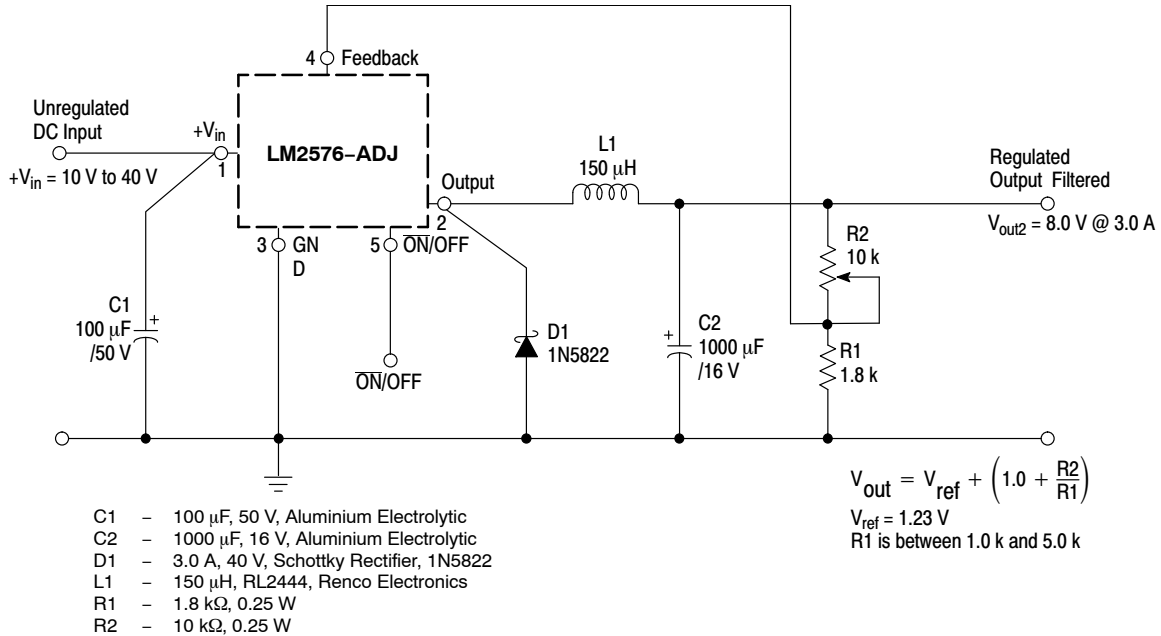 4 Feedback
Unregulated
DC Input
+Vin
1
+Vin = 10 V to 40 V
LM2576−ADJ
L1
150 μH
Output
2
Regulated
Output Filtered
Vout2 = 8.0 V @ 3.0 A
3 GN
D
5 ON/OFF
R2
10 k
C1
100 μF
/50 V
+
ON/OFF
D1
1N5822
+
C2
1000 μF
/16 V
R1
1.8 k
Vout = Vref + (1.0 + R2/R1)
Vref = 1.23 V
R1 is between 1.0 k and 5.0 k
C1 – 100 μF, 50 V, Aluminium Electrolytic
C2 – 1000 μF, 16 V, Aluminium Electrolytic
D1 – 3.0 A, 40 V, Schottky Rectifier, 1N5822
L1 – 150 μH, RL2444, Renco Electronics
R1 – 1.8 kΩ, 0.25 W
R2 – 10 kΩ, 0.25 W